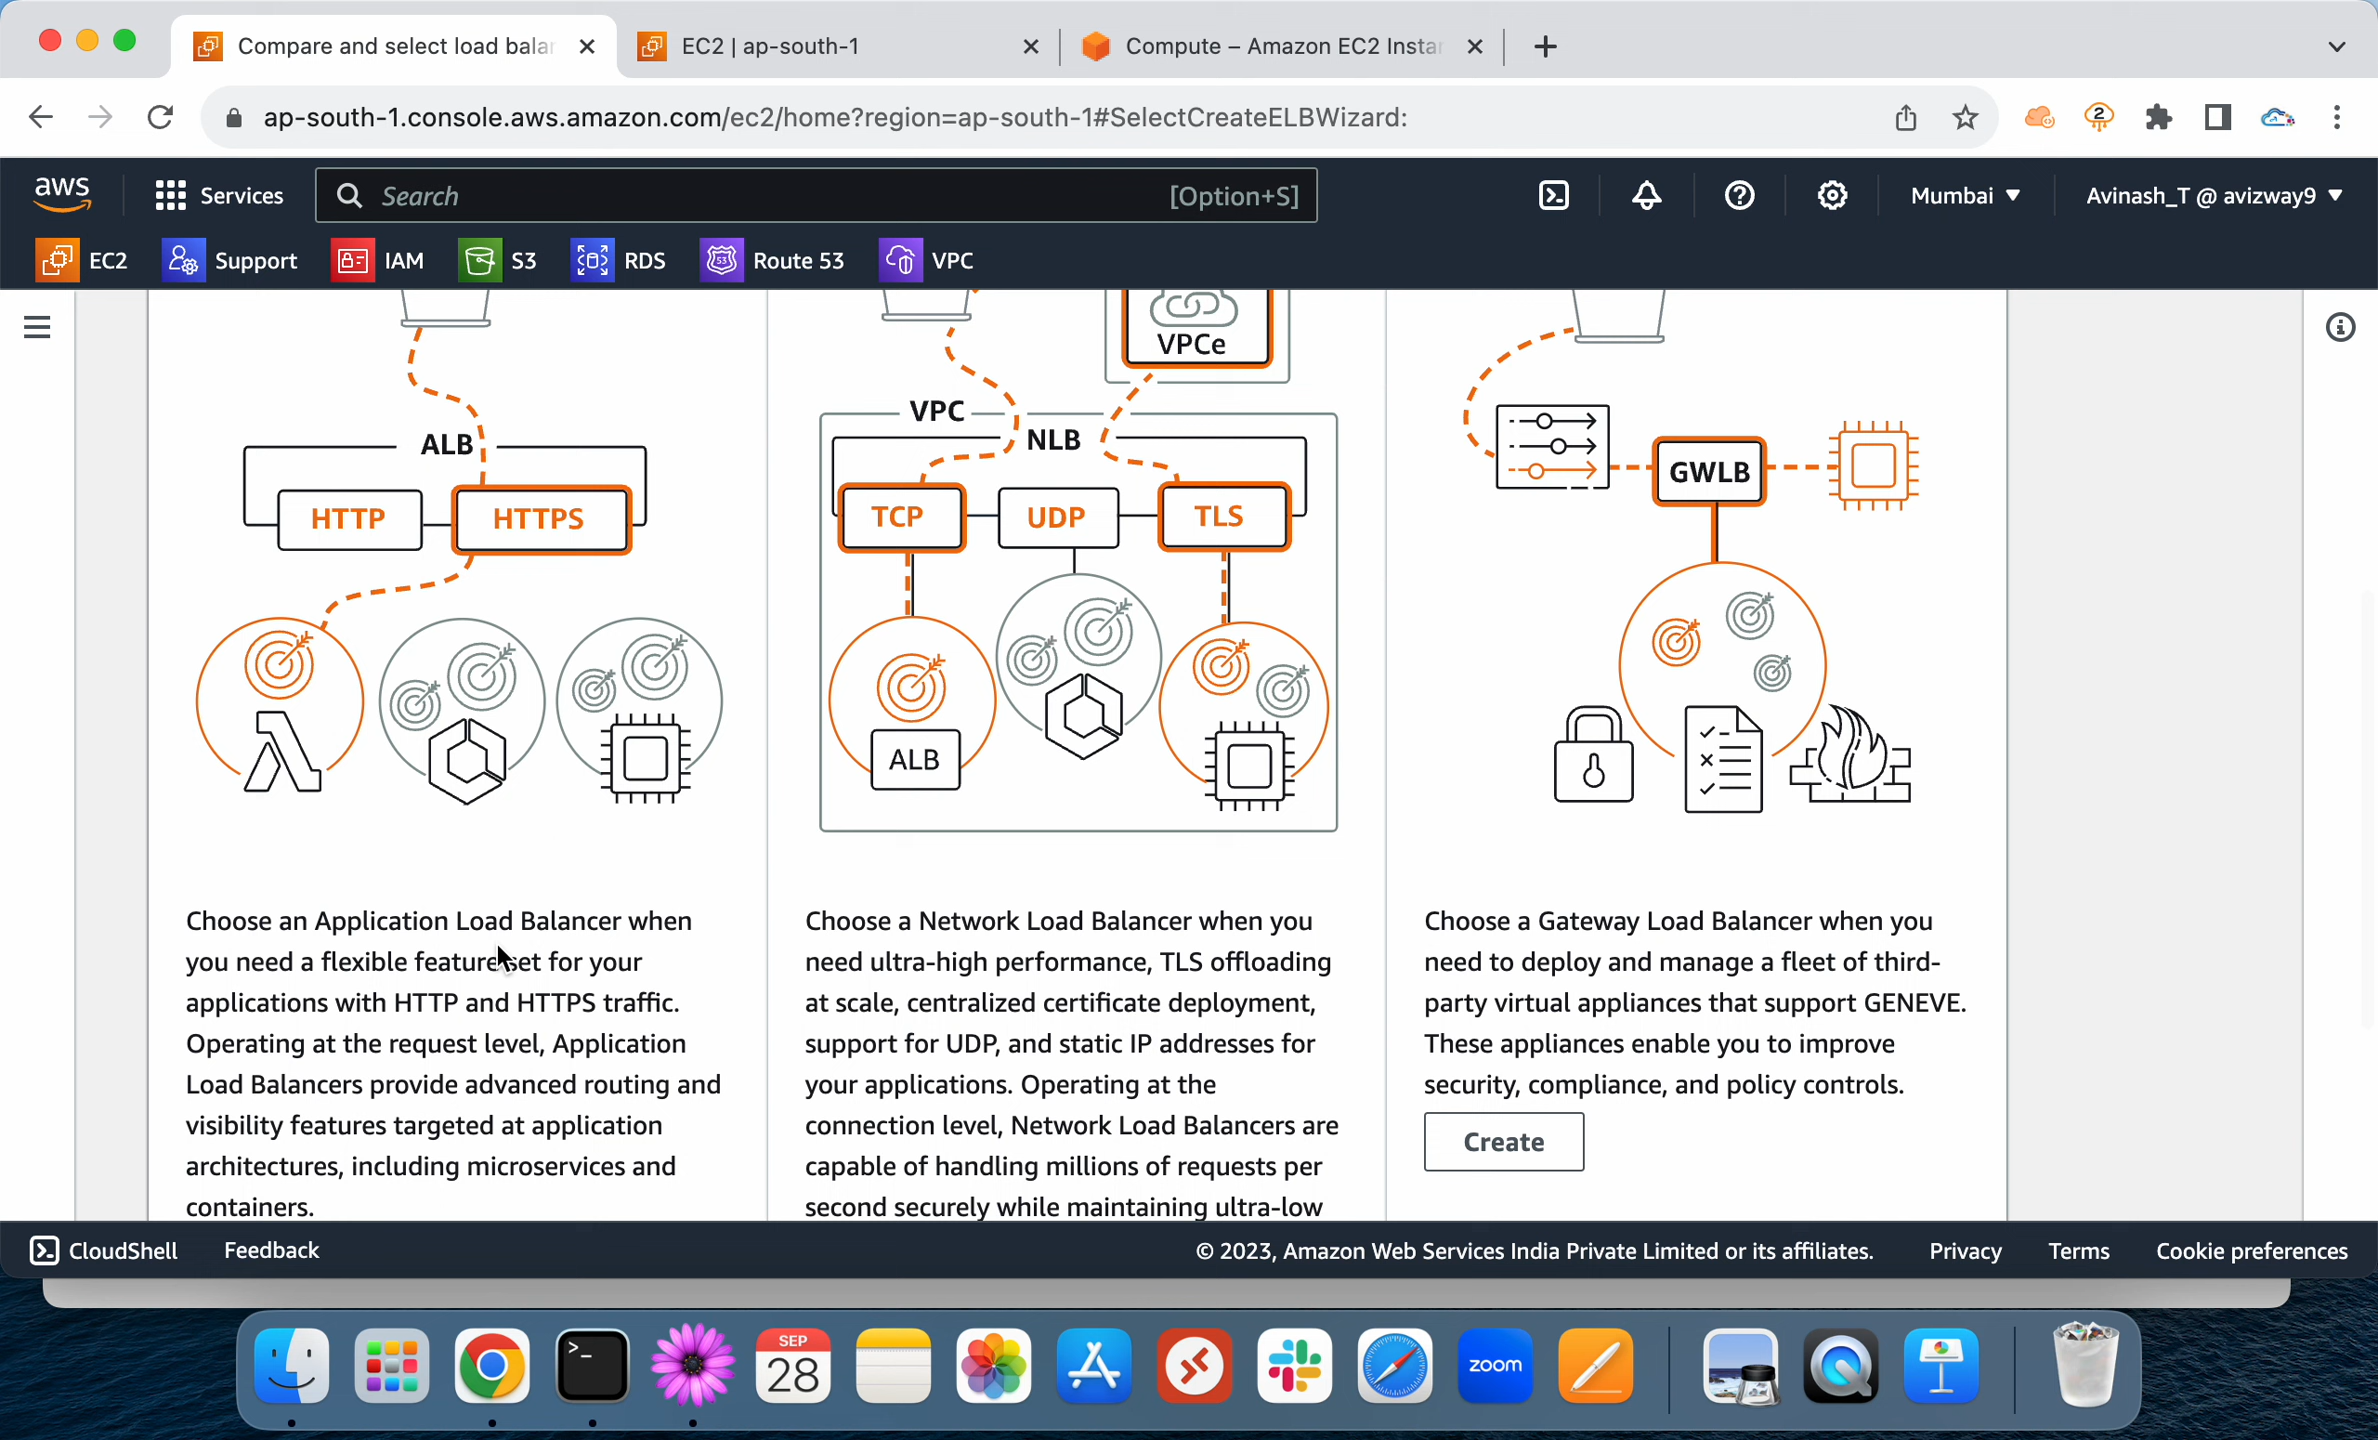 Compare and select load balan
EC2 | ap-south-1
Compute – Amazon EC2 Insta
ap-south-1.console.aws.amazon.com/ec2/home?region=ap-south-1#SelectCreateELBWizard:
2
aws
Services
Search
[Option+S]
Mumbai
Avinash_T @ avizway9
EC2
Support
IAM
S3
RDS
53
Route 53
VPC
ALB
HTTP
HTTPS
VPCe
VPC
NLB
TCP
UDP
TLS
ALB
GWLB
Choose an Application Load Balancer when
you need a flexible feature set for your
applications with HTTP and HTTPS traffic.
Operating at the request level, Application
Load Balancers provide advanced routing and
visibility features targeted at application
architectures, including microservices and
containers.
Choose a Network Load Balancer when you
need ultra-high performance, TLS offloading
at scale, centralized certificate deployment,
support for UDP, and static IP addresses for
your applications. Operating at the
connection level, Network Load Balancers are
capable of handling millions of requests per
second securely while maintaining ultra-low
Choose a Gateway Load Balancer when you
need to deploy and manage a fleet of third-
party virtual appliances that support GENEVE.
These appliances enable you to improve
security, compliance, and policy controls.
Create
CloudShell
Feedback
© 2023, Amazon Web Services India Private Limited or its affiliates.
Privacy
Terms
Cookie preferences
SEP
28
zoom